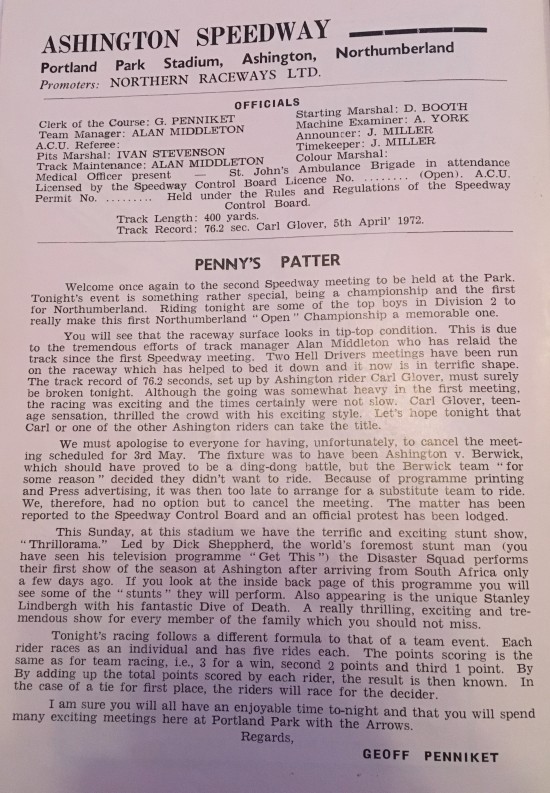 ASHINGTON SPEEDWAY
Portland Park Stadium, Ashington, Northumberland
Promoters: NORTHERN RACEWAYS LTD.
OFFICIALS
Clerk of the Course: G. PENNIKET
Team Manager: ALAN MIDDLETON
A.C.U. Referee:
Pits Marshal: IVAN STEVENSON
Track Maintenance: ALAN MIDDLETON
Starting Marshal: D. BOOTH
Machine Examiner: A. YORK
Announcer: J. MILLER
Timekeeper: J. MILLER
Colour Marshal:
Medical Officer present — St. John's Ambulance Brigade in attendance
Licensed by the Speedway Control Board Licence No. ........ (Open). A.C.U.
Permit No. ......... Held under the Rules and Regulations of the Speedway
Control Board.
Track Length: 400 yards.
Track Record: 76.2 sec. Carl Glover, 5th April' 1972.
PENNY'S PATTER
Welcome once again to the second Speedway meeting to be held at the Park.
Tonight's event is something rather special, being a championship and the first
for Northumberland. Riding tonight are some of the top boys in Division 2 to
really make this first Northumberland "Open" Championship a memorable one.
You will see that the raceway surface looks in tip-top condition. This is due
to the tremendous efforts of track manager Alan Middleton who has relaid the
track since the first Speedway meeting. Two Hell Drivers meetings have been run
on the raceway which has helped to bed it down and it now is in terrific shape.
The track record of 76.2 seconds, set up by Ashington rider Carl Glover, must surely
be broken tonight. Although the going was somewhat heavy in the first meeting,
the racing was exciting and the times certainly were not slow. Carl Glover, teen-
age sensation, thrilled the crowd with his exciting style. Let's hope tonight that
Carl or one of the other Ashington riders can take the title.
We must apologise to everyone for having, unfortunately, to cancel the meet-
ing scheduled for 3rd May. The fixture was to have been Ashington v. Berwick,
which should have proved to be a ding-dong battle, but the Berwick team "for
some reason" decided they didn't want to ride. Because of programme printing
and Press advertising, it was then too late to arrange for a substitute team to ride.
We, therefore, had no option but to cancel the meeting. The matter has been
reported to the Speedway Control Board and an official protest has been lodged.
This Sunday, at this stadium we have the terrific and exciting stunt show,
"Thrillorama." Led by Dick Sheppherd, the world's foremost stunt man (you
have seen his television programme "Get This") the Disaster Squad performs
their first show of the season at Ashington after arriving from South Africa only
a few days ago. If you look at the inside back page of this programme you will
see some of the "stunts" they will perform. Also appearing is the unique Stanley
Lindbergh with his fantastic Dive of Death. A really thrilling, exciting and tre-
mendous show for every member of the family which you should not miss.
Tonight's racing follows a different formula to that of a team event. Each
rider races as an individual and has five rides each. The points scoring is the
same as for team racing, i.e., 3 for a win, second 2 points and third 1 point. By
By adding up the total points scored by each rider, the result is then known. In
the case of a tie for first place, the riders will race for the decider.
I am sure you will all have an enjoyable time to-night and that you will spend
many exciting meetings here at Portland Park with the Arrows.
Regards,
GEOFF PENNIKET